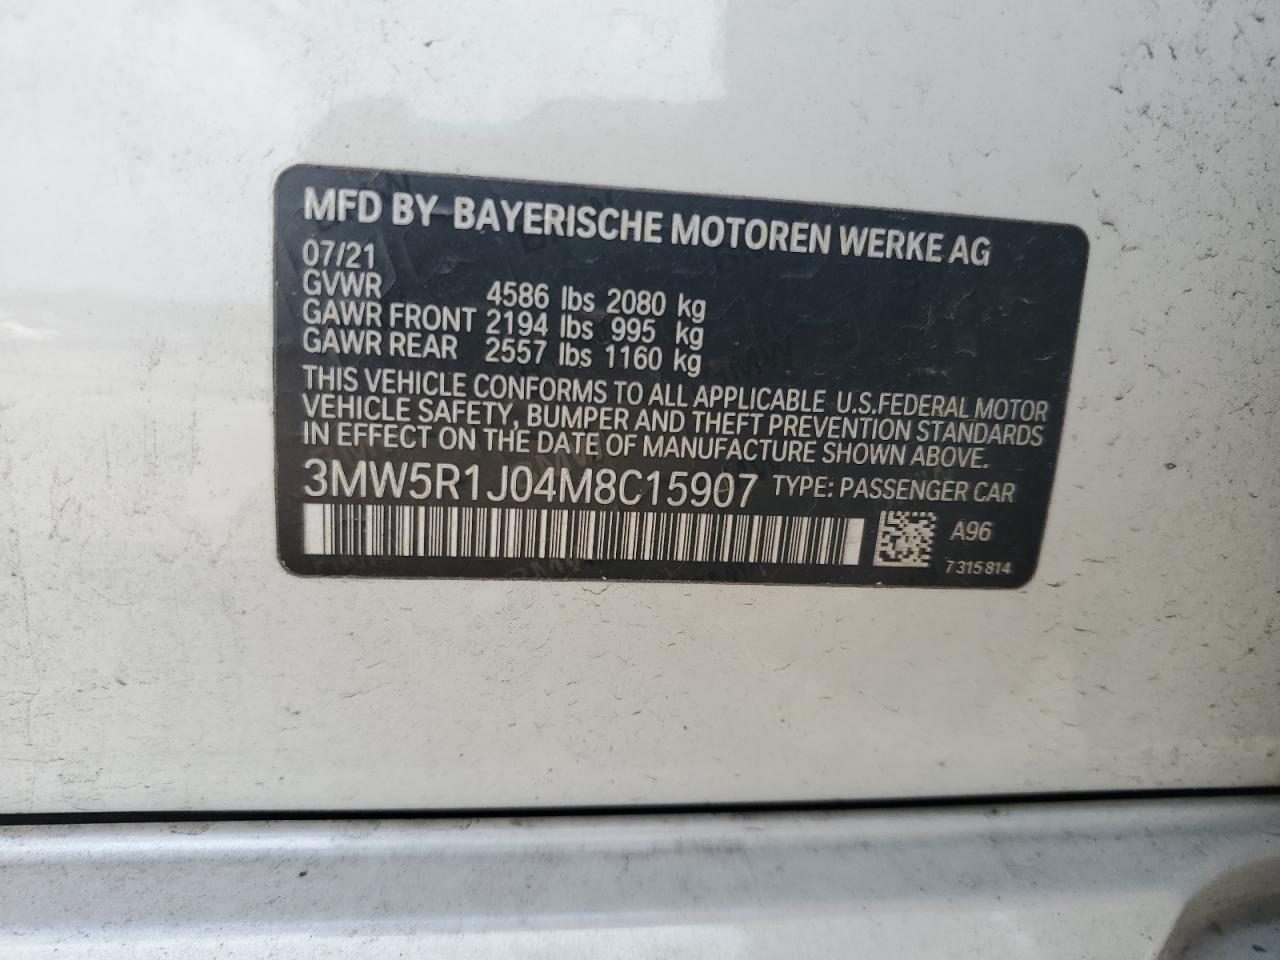 MFD BY BAYERISCHE MOTOREN WERKE AG
07/21
GVWR 4586 lbs 2080 kg
GAWR FRONT 2194 lbs 995 kg
GAWR REAR 2557 lbs 1160 kg
THIS VEHICLE CONFORMS TO ALL APPLICABLE U.S.FEDERAL MOTOR
VEHICLE SAFETY, BUMPER AND THEFT PREVENTION STANDARDS
IN EFFECT ON THE DATE OF MANUFACTURE SHOWN ABOVE.
3MW5R1J04M8C15907 TYPE: PASSENGER CAR
A96
7315814